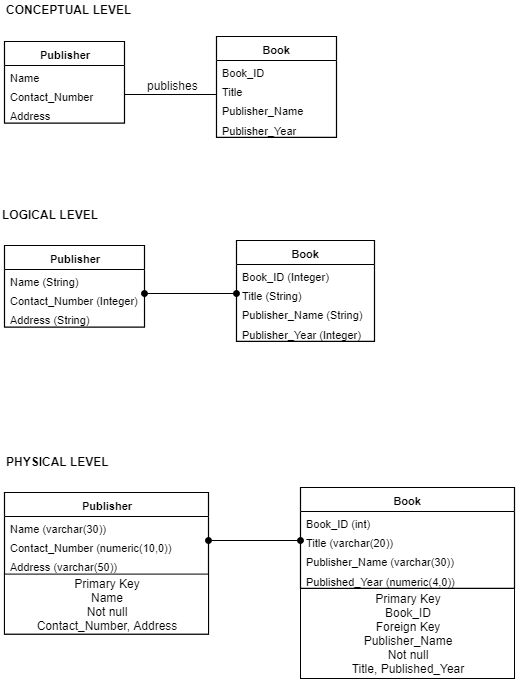 CONCEPTUAL LEVEL
Publisher
Name
Contact_Number
Address
publishes
Book
Book_ID
Title
Publisher_Name
Publisher_Year
LOGICAL LEVEL
Publisher
Name (String)
Contact_Number (Integer)
Address (String)
Book
Book_ID (Integer)
Title (String)
Publisher_Name (String)
Publisher_Year (Integer)
PHYSICAL LEVEL
Publisher
Name (varchar(30))
Contact_Number (numeric(10,0))
Address (varchar(50))
Primary Key
Name
Not null
Contact_Number, Address
Book
Book_ID (int)
Title (varchar(20))
Publisher_Name (varchar(30))
Published_Year (numeric(4,0))
Primary Key
Book_ID
Foreign Key
Publisher_Name
Not null
Title, Published_Year